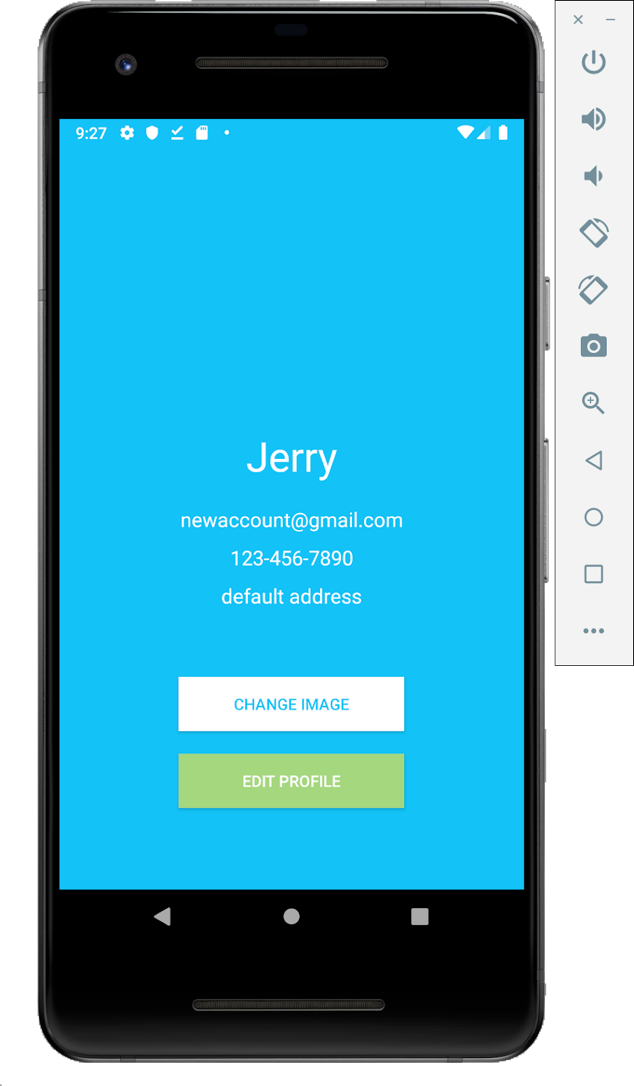 9:27
Jerry
newaccount@gmail.com
123-456-7890
default address
CHANGE IMAGE
EDIT PROFILE